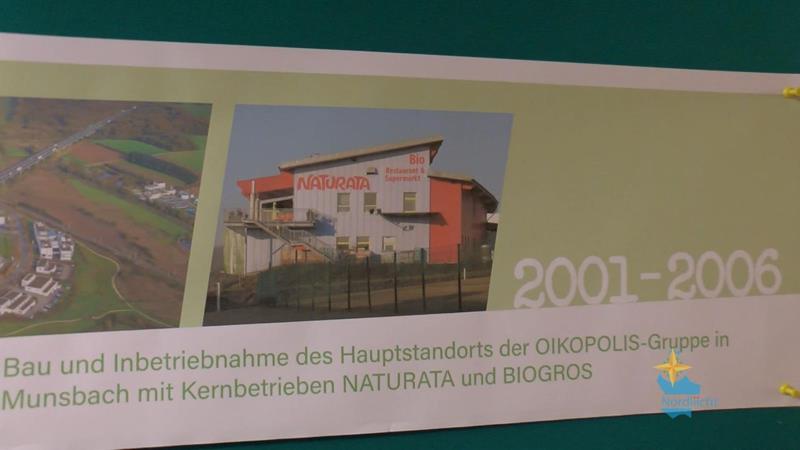 NATURATA
Bio
Restaurant &
Supermarkt
2001-2006
Bau und Inbetriebnahme des Hauptstandorts der OIKOPOLIS-Gruppe in
Munsbach mit Kernbetrieben NATURATA und BIOGROS
Nordliicht